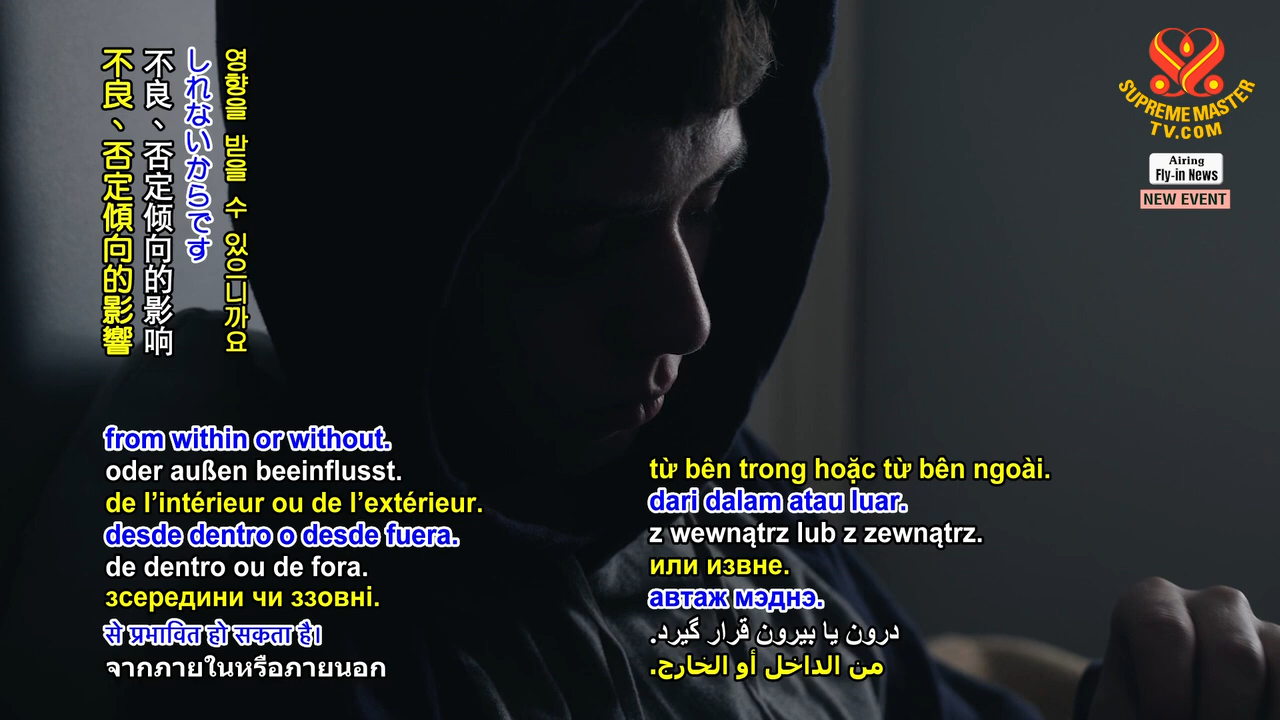 不良、否定傾向的影響
不良、否定倾向的影响
しれないからです
영향을 받을 수 있으니까요
from within or without.
oder außen beeinflusst.
de l’intérieur ou de l’extérieur.
desde dentro o desde fuera.
de dentro ou de fora.
зсередини чи ззовні.
से प्रभावित हो सकता है।
จากภายในหรือภายนอก
từ bên trong hoặc từ bên ngoài.
dari dalam atau luar.
z wewnątrz lub z zewnątrz.
или извне.
автаж мэднэ.
درون یا بیرون قرار گیرد.
من الداخل أو الخارج.
SUPREME MASTER
TV.COM
Airing
Fly-in News
NEW EVENT